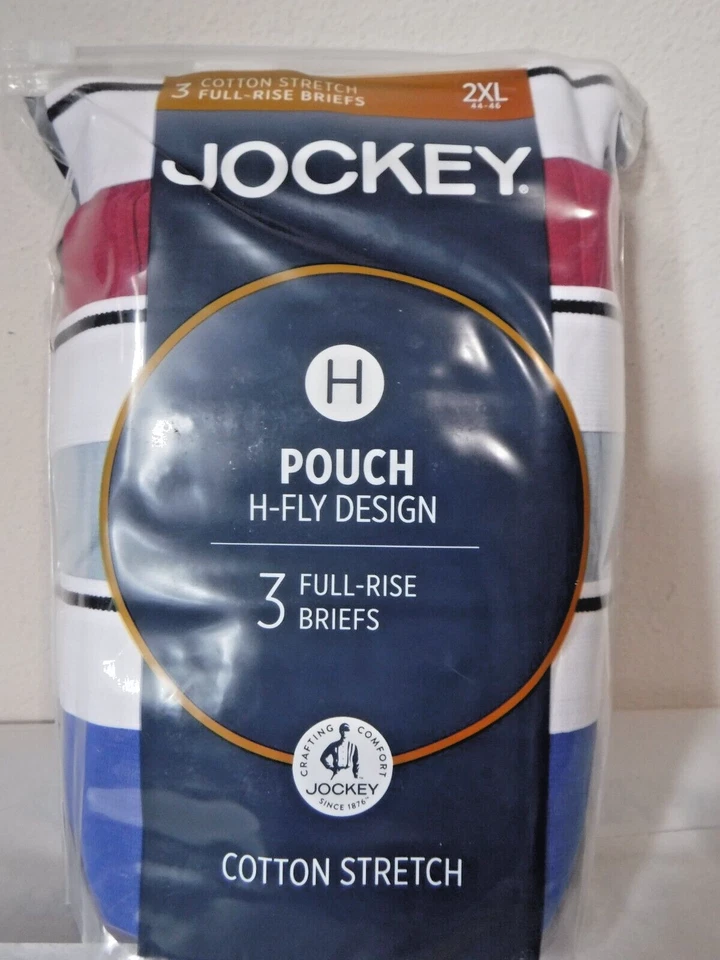 3 COTTON STRETCH
FULL-RISE BRIEFS
2XL
44-46
JOCKEY®
H
POUCH
H-FLY DESIGN
3 FULL-RISE
BRIEFS
CRAFTING COMFORT
JOCKEY
SINCE 1876™
COTTON STRETCH